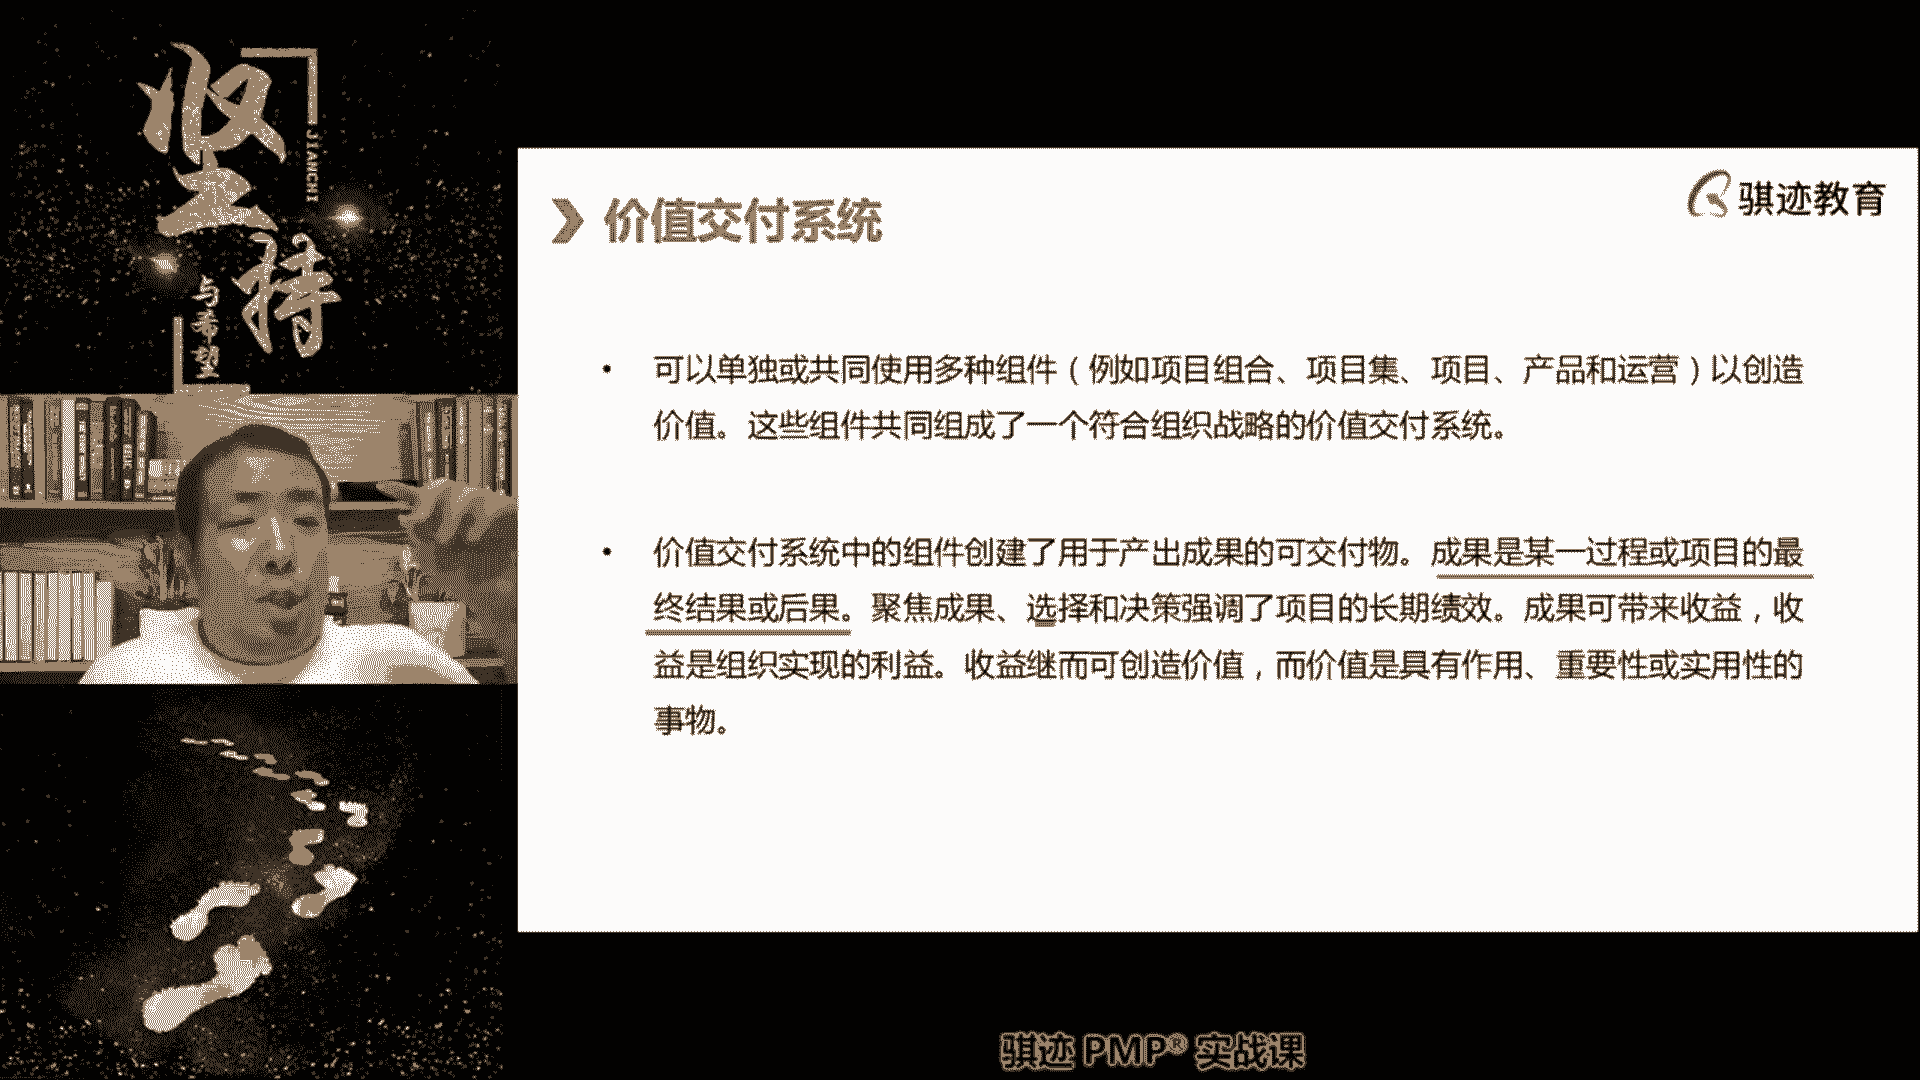 坚持
JIANCHI
与希望
骐迹教育
价值交付系统
• 可以单独或共同使用多种组件（例如项目组合、项目集、项目、产品和运营）以创造
价值。这些组件共同组成了一个符合组织战略的价值交付系统。
• 价值交付系统中的组件创建了用于产出成果的可交付物。成果是某一过程或项目的最
终结果或后果。聚焦成果、选择和决策强调了项目的长期绩效。成果可带来收益，收
益是组织实现的利益。收益继而可创造价值，而价值是具有作用、重要性或实用性的
事物。
骐迹 PMP® 实战课